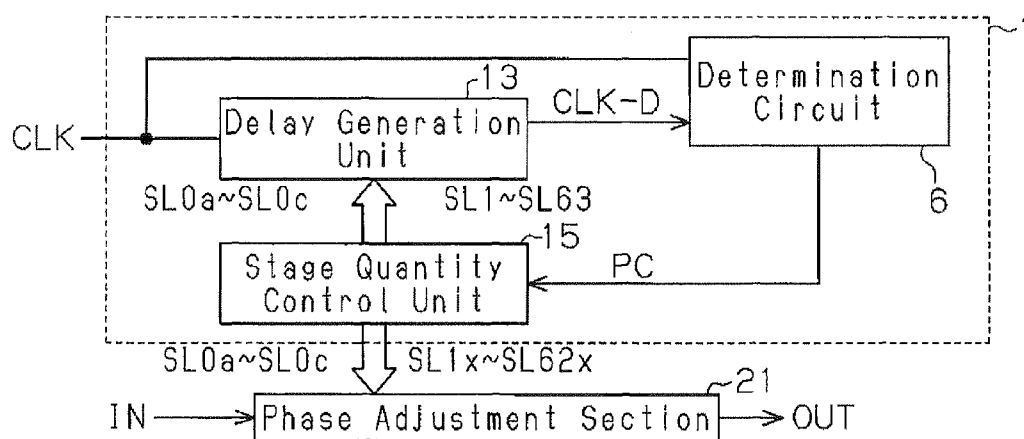 Determination
Circuit
13
CLK-D
Delay Generation
Unit
CLK
6
SL0a~SL0c
SL1~SL63
15
Stage Quantity
Control Unit
PC
SL0a~SL0c
SL1x~SL62x
21
IN
Phase Adjustment Section
OUT